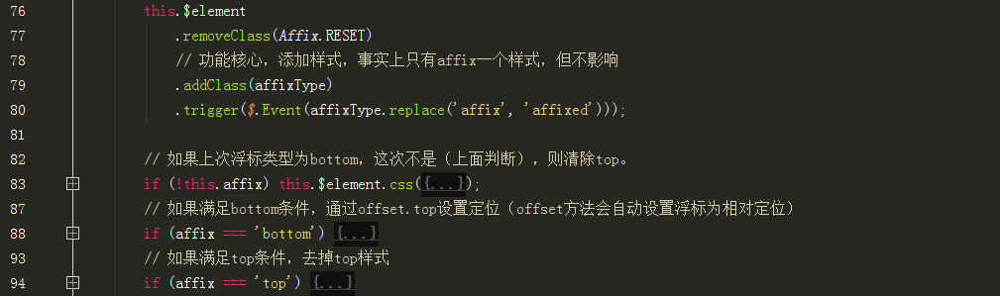 76 this.$element
77 .removeClass(Affix.RESET)
78 // 功能核心，添加样式，事实上只有affix一个样式，但不影响
79 .addClass(affixType)
80 .trigger($.Event(affixType.replace('affix', 'affixed')));
81
82 // 如果上次浮标类型为bottom，这次不是（上面判断），则清除top。
83 if (!this.affix) this.$element.css({...});
87 // 如果满足bottom条件，通过offset.top设置定位（offset方法会自动设置浮标为相对定位）
88 if (affix === 'bottom') {...}
93 // 如果满足top条件，去掉top样式
94 if (affix === 'top') {...}